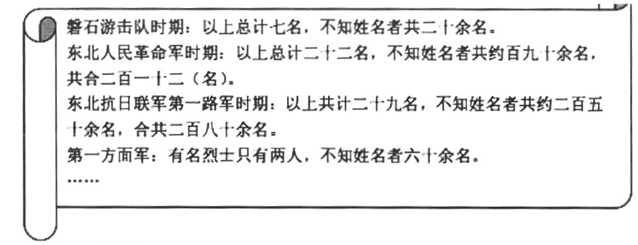 磐石游击队时期：以上总计七名，不知姓名者共二十余名。
东北人民革命军时期：以上总计二十二名，不知姓名者共约百九十余名，
共合二百一十二（名）。
东北抗日联军第一路军时期：以上共计二十九名，不知姓名者共约二百五
十余名，合共二百八十余名。
第一方面军：有名烈士只有两人，不知姓名者六十余名。
……